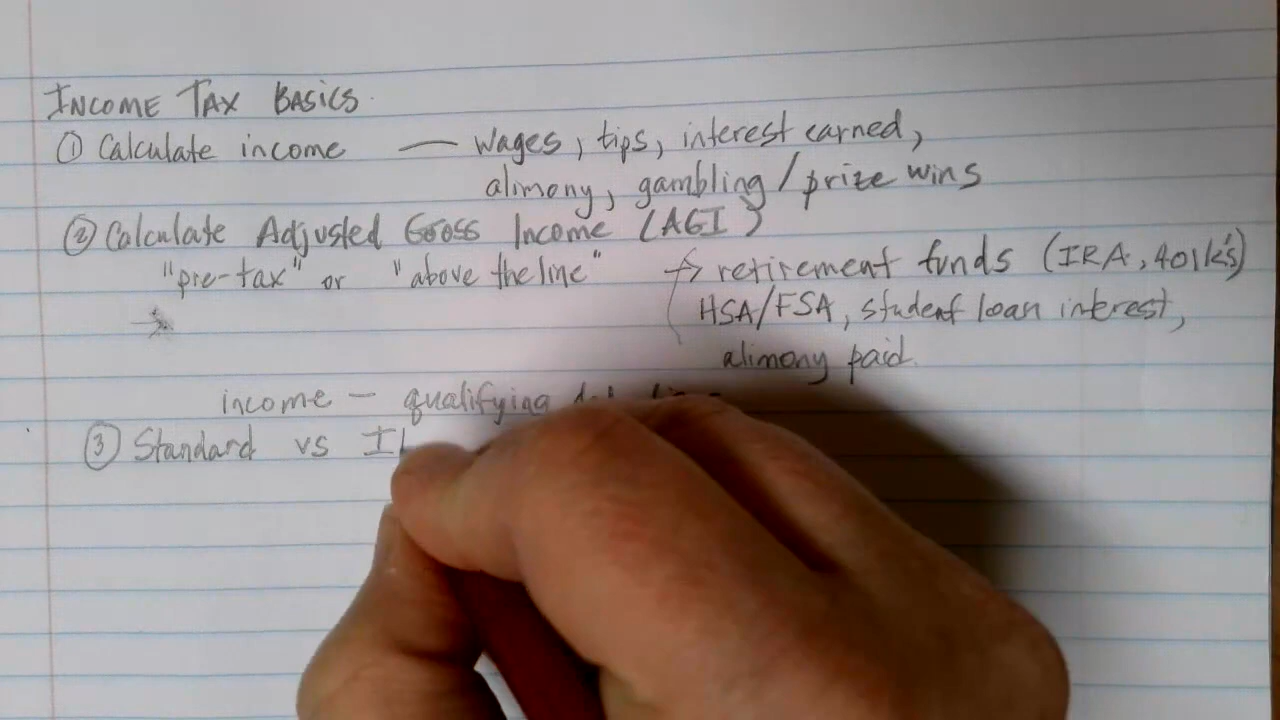 INCOME TAX BASICS
① Calculate income — wages, tips, interest earned,
alimony, gambling/prize wins
② Calculate Adjusted Gross Income (AGI)
"pre-tax" or "above the line" → retirement funds (IRA, 401k's)
HSA/FSA, student loan interest,
alimony paid.
income — qualifying
③ Standard vs